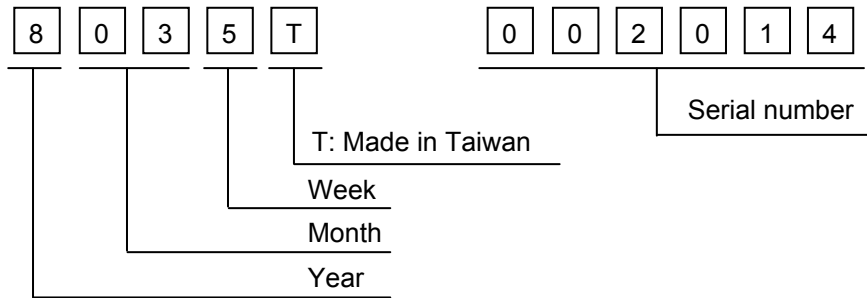 8 0 3 5 T 0 0 2 0 1 4
Serial number
T: Made in Taiwan
Week
Month
Year